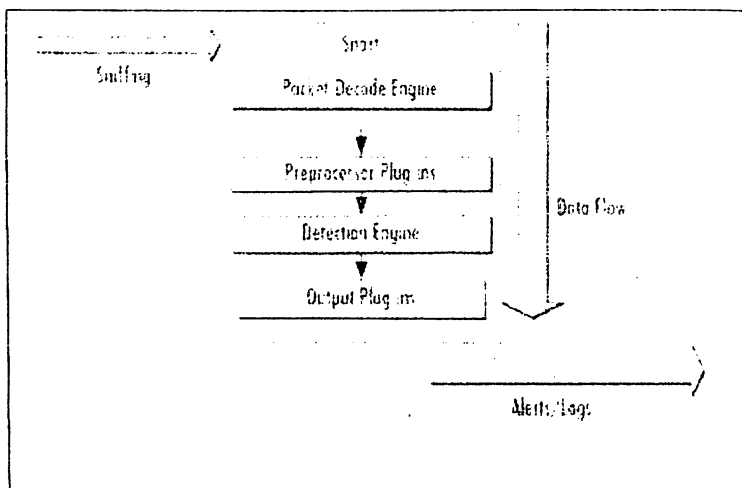 Snort
Sniffing
Packet Decode Engine
Preprocessor Plug-ins
Detection Engine
Data Flow
Output Plug-ins
Alerts/Logs